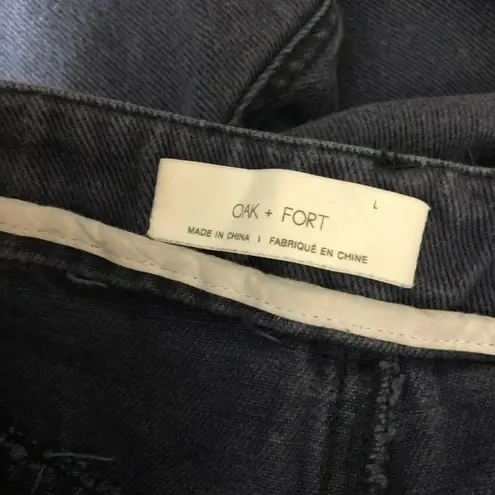 L
OAK + FORT
MADE IN CHINA | FABRIQUÉ EN CHINE